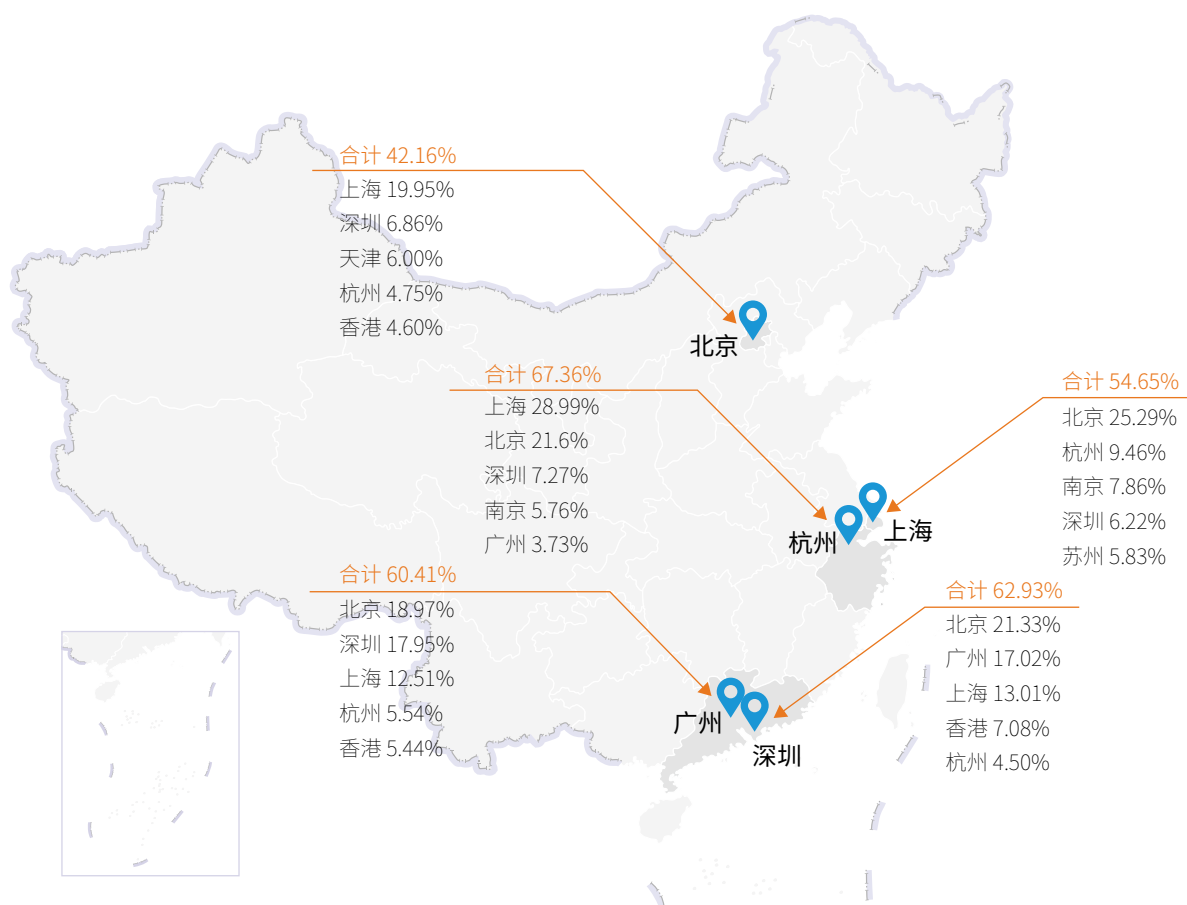 合计 42.16%
上海 19.95%
深圳 6.86%
天津 6.00%
杭州 4.75%
香港 4.60%
北京
合计 67.36%
上海 28.99%
北京 21.6%
深圳 7.27%
南京 5.76%
广州 3.73%
杭州
合计 54.65%
北京 25.29%
杭州 9.46%
南京 7.86%
深圳 6.22%
苏州 5.83%
上海
合计 60.41%
北京 18.97%
深圳 17.95%
上海 12.51%
杭州 5.54%
香港 5.44%
广州
合计 62.93%
北京 21.33%
广州 17.02%
上海 13.01%
香港 7.08%
杭州 4.50%
深圳